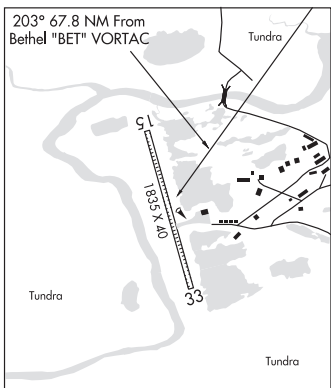 203° 67.8 NM From
Bethel "BET" VORTAC
Tundra
15
1835 X 40
33
Tundra
Tundra